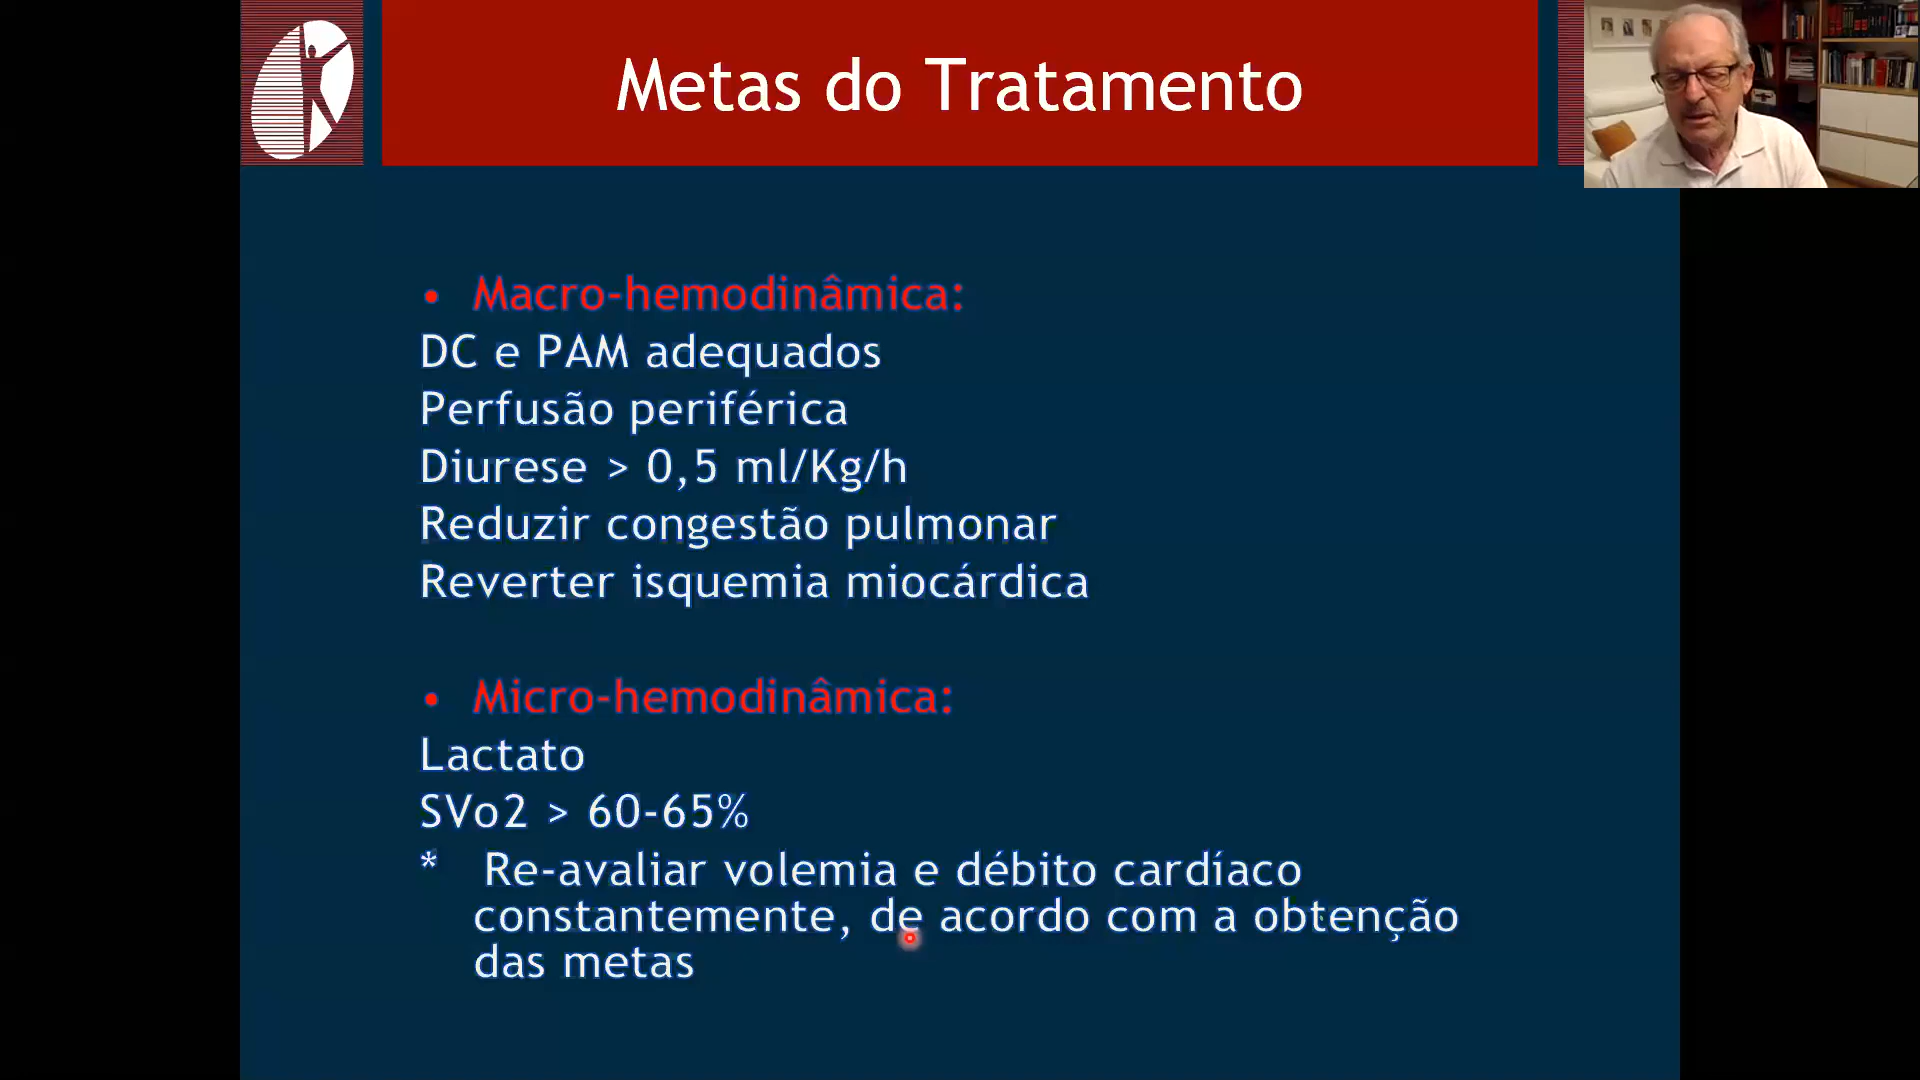 Metas do Tratamento
• Macro-hemodinâmica:
DC e PAM adequados
Perfusão periférica
Diurese > 0,5 ml/Kg/h
Reduzir congestão pulmonar
Reverter isquemia miocárdica
• Micro-hemodinâmica:
Lactato
SVo2 > 60-65%
* Re-avaliar volemia e débito cardíaco
constantemente, de acordo com a obtenção
das metas